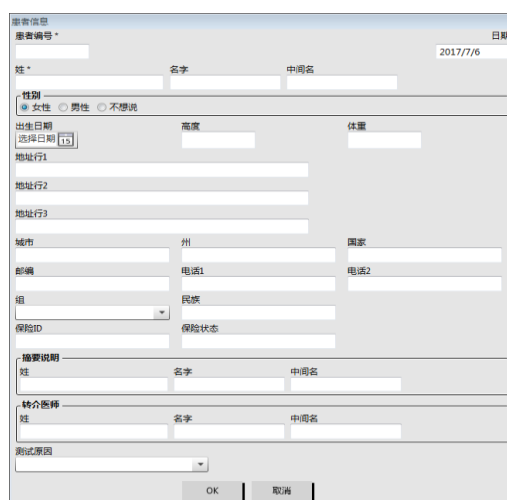 患者信息
患者编号 * 日期
2017/7/6
姓 * 名字 中间名
性别
女性 男性 不想说
出生日期 高度 体重
选择日期 15
地址行1
地址行2
地址行3
城市 州 国家
邮编 电话1 电话2
组 民族
保险ID 保险状态
摘要说明
姓 名字 中间名
转介医师
姓 名字 中间名
测试原因
OK 取消